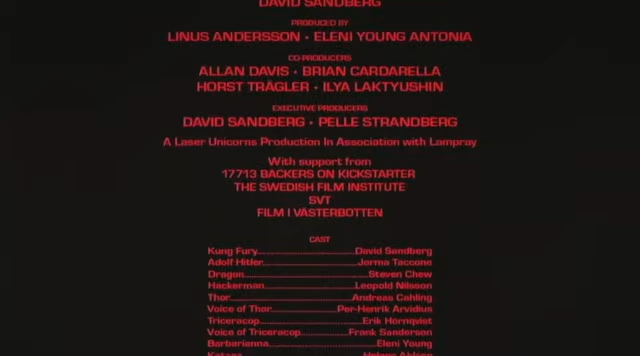 DAVID SANDBERG
PRODUCED BY
LINUS ANDERSSON • ELENI YOUNG ANTONIA
CO-PRODUCERS
ALLAN DAVIS • BRIAN CARDARELLA
HORST TRÄGLER • ILYA LAKTYUSHIN
EXECUTIVE PRODUCERS
DAVID SANDBERG • PELLE STRANDBERG
A Laser Unicorns Production In Association with Lampray
With support from
17713 BACKERS ON KICKSTARTER
THE SWEDISH FILM INSTITUTE
SVT
FILM I VÄSTERBOTTEN
CAST
Kung Fury....................David Sandberg
Adolf Hitler....................Jorma Taccone
Dragon....................Steven Chew
Hackerman....................Leopold Nilsson
Thor....................Andreas Cahling
Voice of Thor....................Per-Henrik Arvidius
Triceracop....................Erik Hörnqvist
Voice of Triceracop....................Frank Sanderson
Barbarianna....................Eleni Young
Katana....................Helene Ahlson